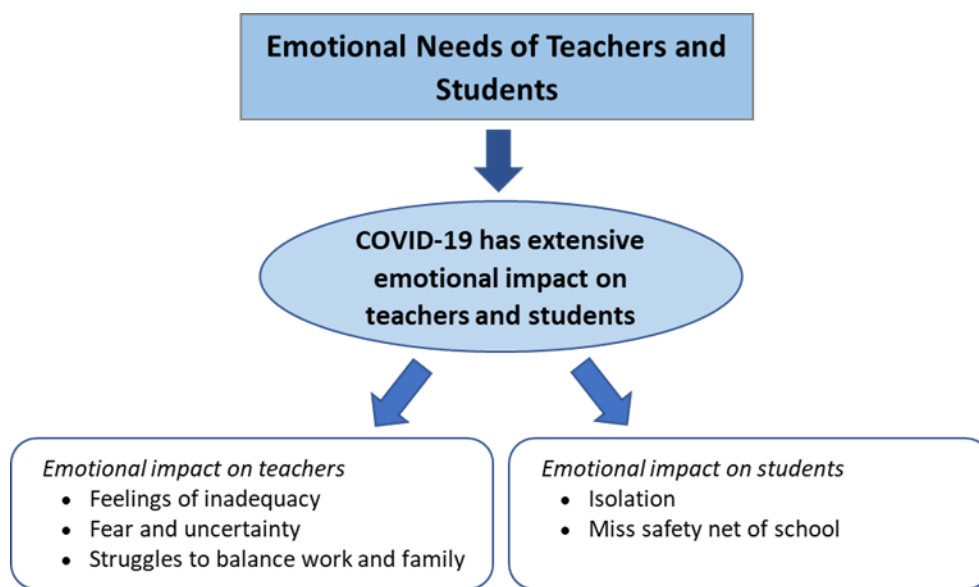 Emotional Needs of Teachers and
Students
COVID-19 has extensive
emotional impact on
teachers and students
Emotional impact on teachers
• Feelings of inadequacy
• Fear and uncertainty
• Struggles to balance work and family
Emotional impact on students
• Isolation
• Miss safety net of school